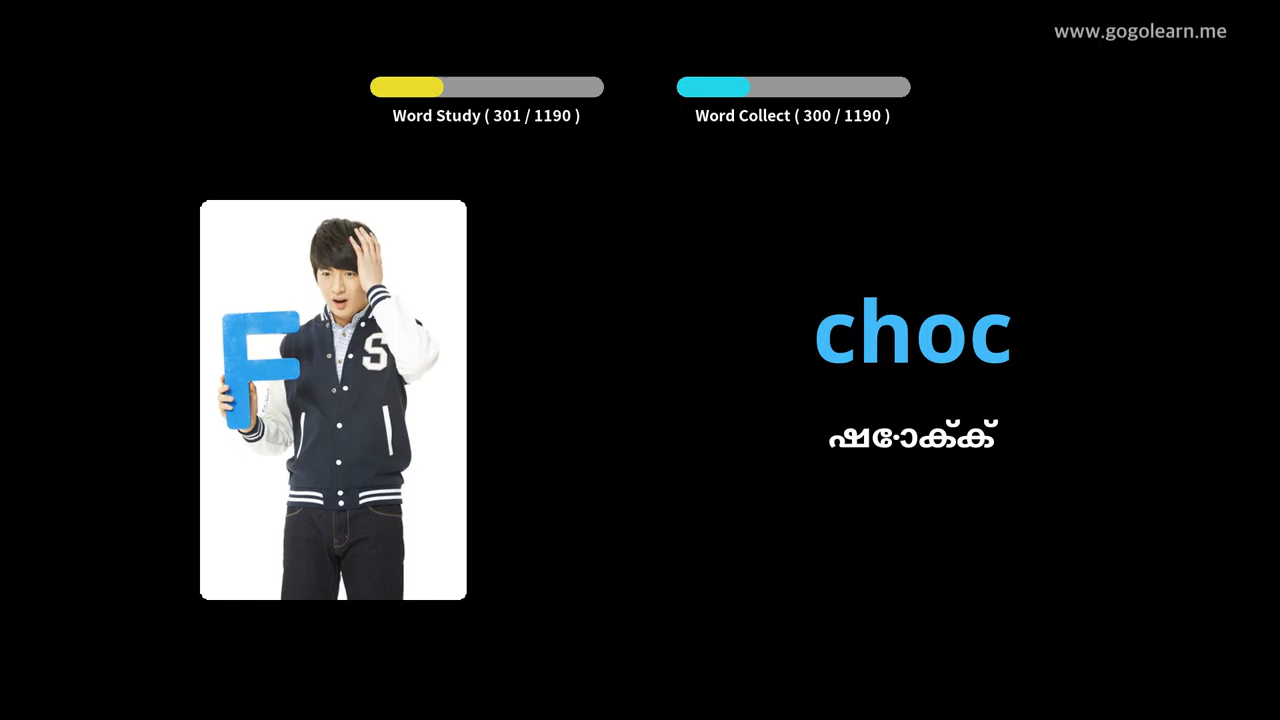 www.gogolearn.me
Word Study ( 301 / 1190 )
Word Collect ( 300 / 1190 )
F
S
choc
ഷോക്ക്